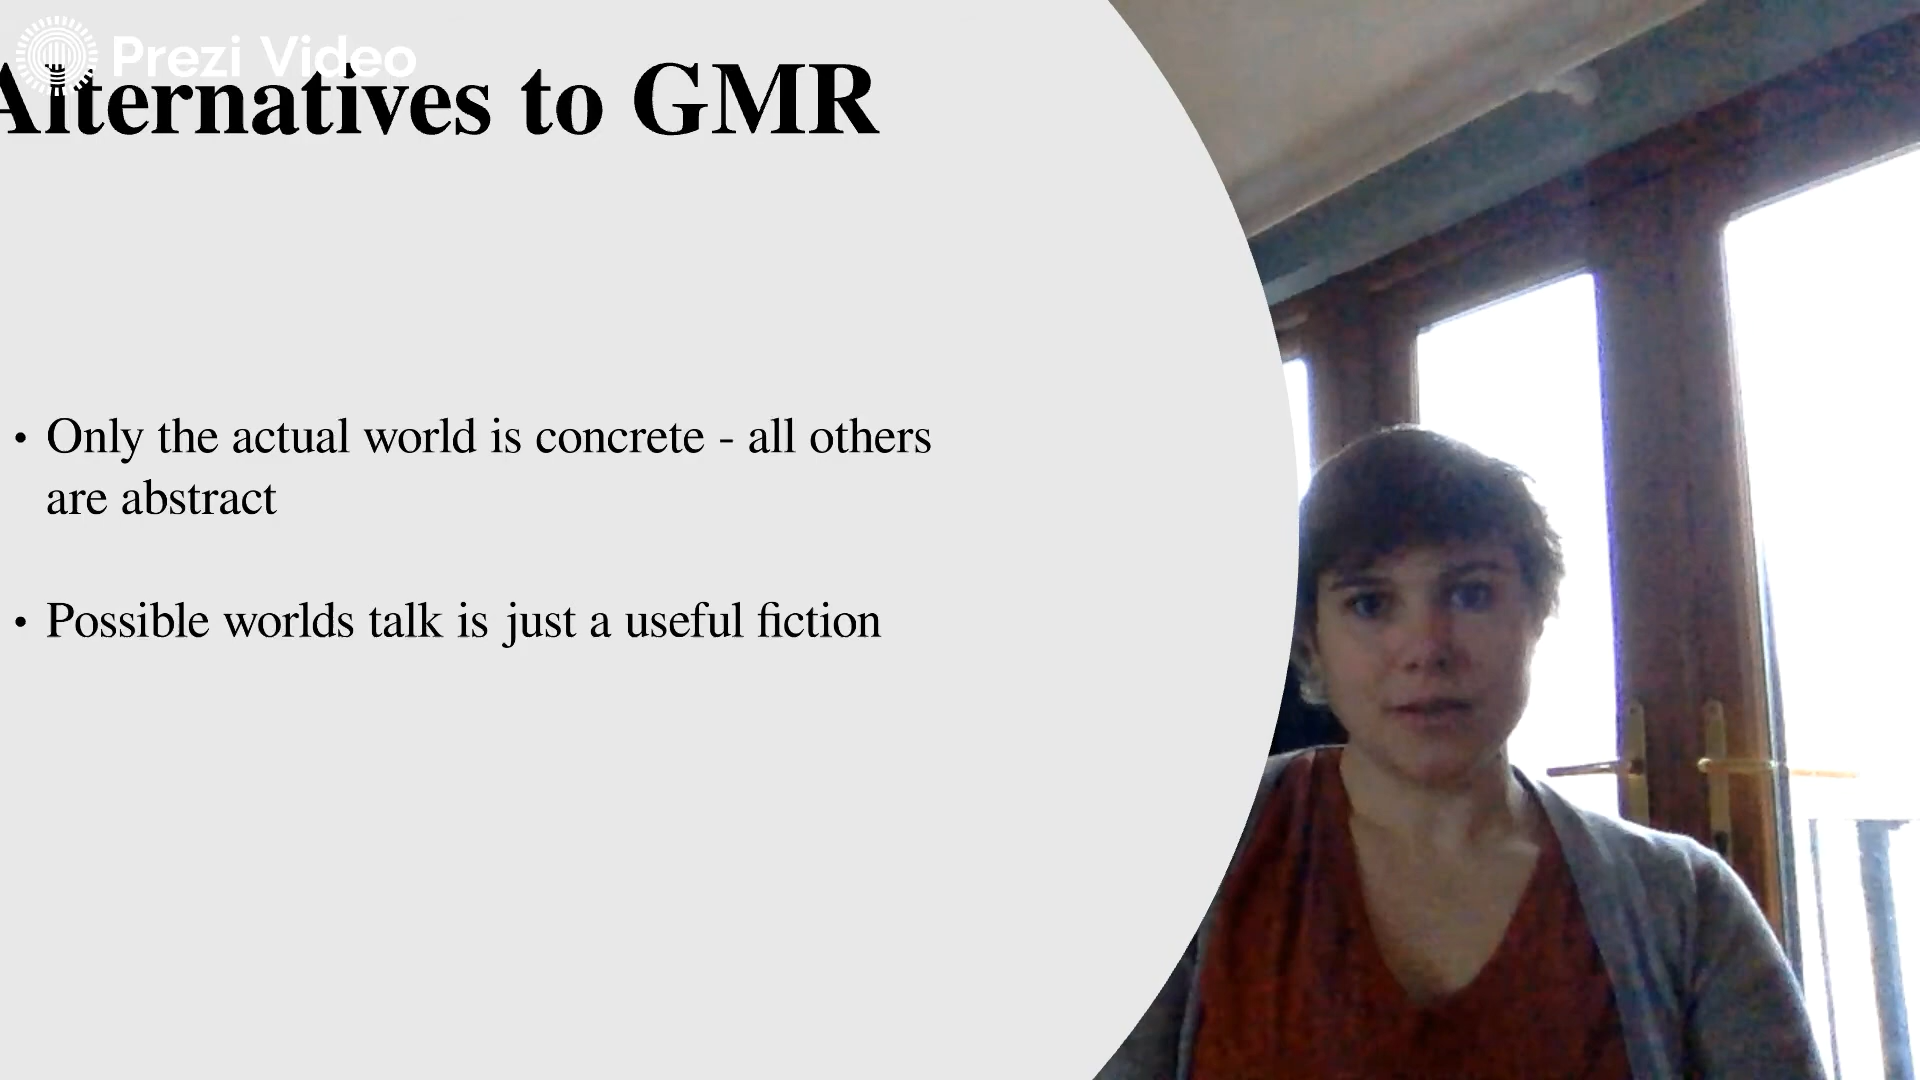 Prezi Video
Alternatives to GMR
• Only the actual world is concrete - all others
are abstract
• Possible worlds talk is just a useful fiction